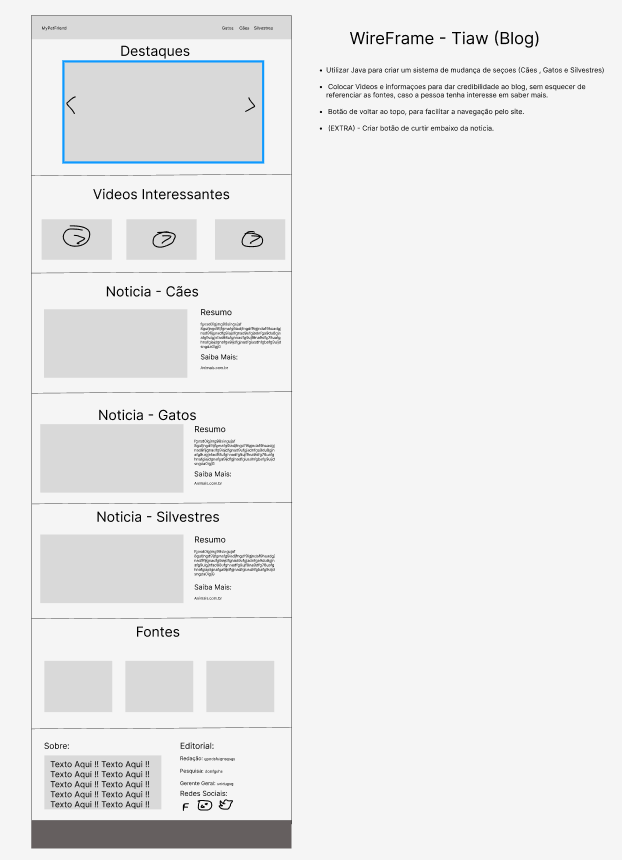 WireFrame - Tiaw (Blog)
• Utilizar Java para criar um sistema de mudança de seçoes (Cães , Gatos e Silvestres)
• Colocar Videos e informaçoes para dar credibilidade ao blog, sem esquecer de
referenciar as fontes, caso a pessoa tenha interesse em saber mais.
• Botão de voltar ao topo, para facilitar a navegação pelo site.
• (EXTRA) - Criar botão de curtir embaixo da noticia.
MyPetFriend
Gatos Cães Silvestres
Destaques
Videos Interessantes
Noticia - Cães
Resumo
Saiba Mais:
Animais.com.br
Noticia - Gatos
Resumo
Saiba Mais:
Animais.com.br
Noticia - Silvestres
Resumo
Saiba Mais:
Animais.com.br
Fontes
Sobre:
Texto Aqui !! Texto Aqui !!
Texto Aqui !! Texto Aqui !!
Texto Aqui !! Texto Aqui !!
Texto Aqui !! Texto Aqui !!
Texto Aqui !! Texto Aqui !!
Editorial:
Redação:
Pesquisa:
Gerente Geral:
Redes Sociais:
F